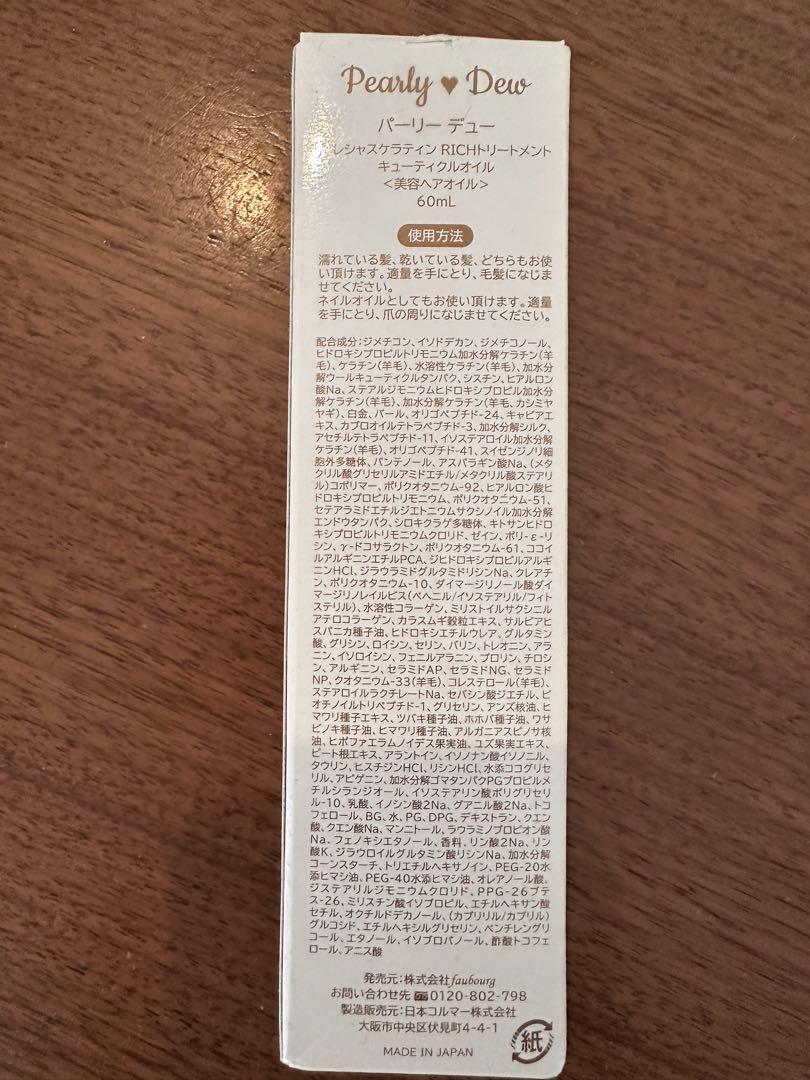 Pearly ♥ Dew
パーリー デュー
レシャスケラティン RICHトリートメント
キューティクルオイル
＜美容ヘアオイル＞
60mL
使用方法
濡れている髪、乾いている髪、どちらもお使
い頂けます。適量を手にとり、毛髪になじま
せてください。
ネイルオイルとしてもお使い頂けます。適量
を手にとり、爪の周りになじませてください。
配合成分：ジメチコン、イソドデカン、ジメチコノール、
ヒドロキシプロピルトリモニウム加水分解ケラチン（羊
毛）、ケラチン（羊毛）、水溶性ケラチン（羊毛）、加水分
解ウールキューティクルタンパク、シスチン、ヒアルロン
酸Na、ステアルジモニウムヒドロキシプロピル加水分
解ケラチン（羊毛）、加水分解ケラチン（羊毛、カシミヤ
ヤギ）、白金、パール、オリゴペプチド-24、キャビアエ
キス、カプロオイルテトラペプチド-3、加水分解シルク、
アセチルテトラペプチド-11、イソステアロイル加水分解
ケラチン（羊毛）、オリゴペプチド-41、スイゼンジノリ細
胞外多糖体、パンテノール、アスパラギン酸Na、（メタ
クリル酸グリセリルアミドエチル/メタクリル酸ステアリ
ル）コポリマー、ポリクオタニウム-92、ヒアルロン酸ヒ
ドロキシプロピルトリモニウム、ポリクオタニウム-51、
セテアラミドエチルジエトニウムサクシノイル加水分解
エンドウタンパク、シロキクラゲ多糖体、キトサンヒドロ
キシプロピルトリモニウムクロリド、ゼイン、ポリ-ε-リ
シン、γ-ドコサラクトン、ポリクオタニウム-61、ココイ
ルアルギニンエチルPCA、ジヒドロキシプロピルアルギ
ニンHCl、ジラウラミドグルタミドリシンNa、クレアチ
ン、ポリクオタニウム-10、ダイマージリノール酸ダイ
マージリノレイルビス（ベヘニル/イソステアリル/フィト
ステリル）、水溶性コラーゲン、ミリストイルサクシニル
アテロコラーゲン、カラスムギ穀粒エキス、サルビアヒ
スパニカ種子油、ヒドロキシエチルウレア、グルタミン
酸、グリシン、ロイシン、セリン、バリン、トレオニン、アラ
ニン、イソロイシン、フェニルアラニン、プロリン、チロシ
ン、アルギニン、セラミドAP、セラミドNG、セラミド
NP、クオタニウム-33（羊毛）、コレステロール（羊毛）、
ステアロイルラクチレートNa、セバシン酸ジエチル、ビ
オチノイルトリペプチド-1、グリセリン、アンズ核油、ヒ
マワリ種子エキス、ツバキ種子油、ホホバ種子油、ワサ
ビノキ種子油、ヒマワリ種子油、アルガニアスピノサ核
油、ヒポファエラムノイデス果実油、ユズ果実エキス、
ビート根エキス、アラントイン、イソノナン酸イソノニル、
タウリン、ヒスチジンHCl、リシンHCl、水添ココグリセ
リル、アピゲニン、加水分解ゴマタンパクPGプロピルメ
チルシランジオール、イソステアリン酸ポリグリセリ
ル-10、乳酸、イノシン酸2Na、グアニル酸2Na、トコ
フェロール、BG、水、PG、DPG、デキストラン、クエン
酸、クエン酸Na、マンニトール、ラウラミノプロピオン酸
Na、フェノキシエタノール、香料、リン酸2Na、リン
酸K、ジラウロイルグルタミン酸リシンNa、加水分解
コーンスターチ、トリエチルヘキサノイン、PEG-20水
添ヒマシ油、PEG-40水添ヒマシ油、オレアノール酸、
ジステアリルジモニウムクロリド、PPG-26ブテ
ス-26、ミリスチン酸イソプロピル、エチルヘキサン酸
セチル、オクチルドデカノール、（カプリリル/カプリル）
グルコシド、エチルヘキシルグリセリン、ペンチレングリ
コール、エタノール、イソプロパノール、酢酸トコフェ
ロール、アニス酸
発売元：株式会社faubourg
お問い合わせ先 0120-802-798
製造販売元：日本コルマー株式会社
大阪市中央区伏見町4-4-1
紙
MADE IN JAPAN